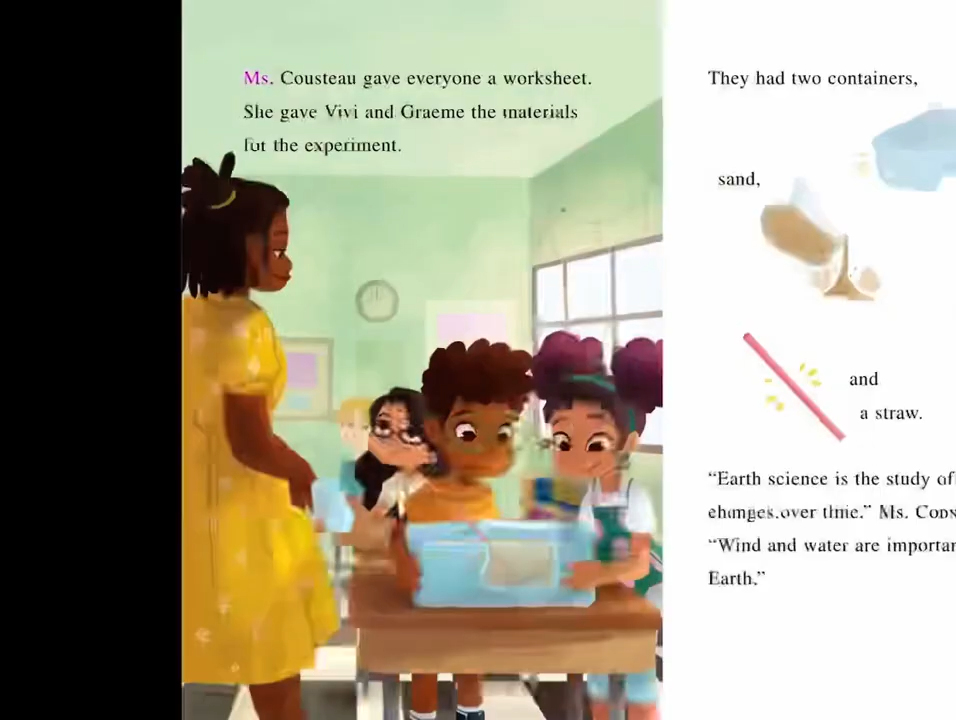 Ms. Cousteau gave everyone a worksheet.
She gave Vivi and Graeme the materials
for the experiment.
They had two containers,
sand,
and
a straw.
“Earth science is the study of
changes over time.” Ms.
“Wind and water are
Earth.”